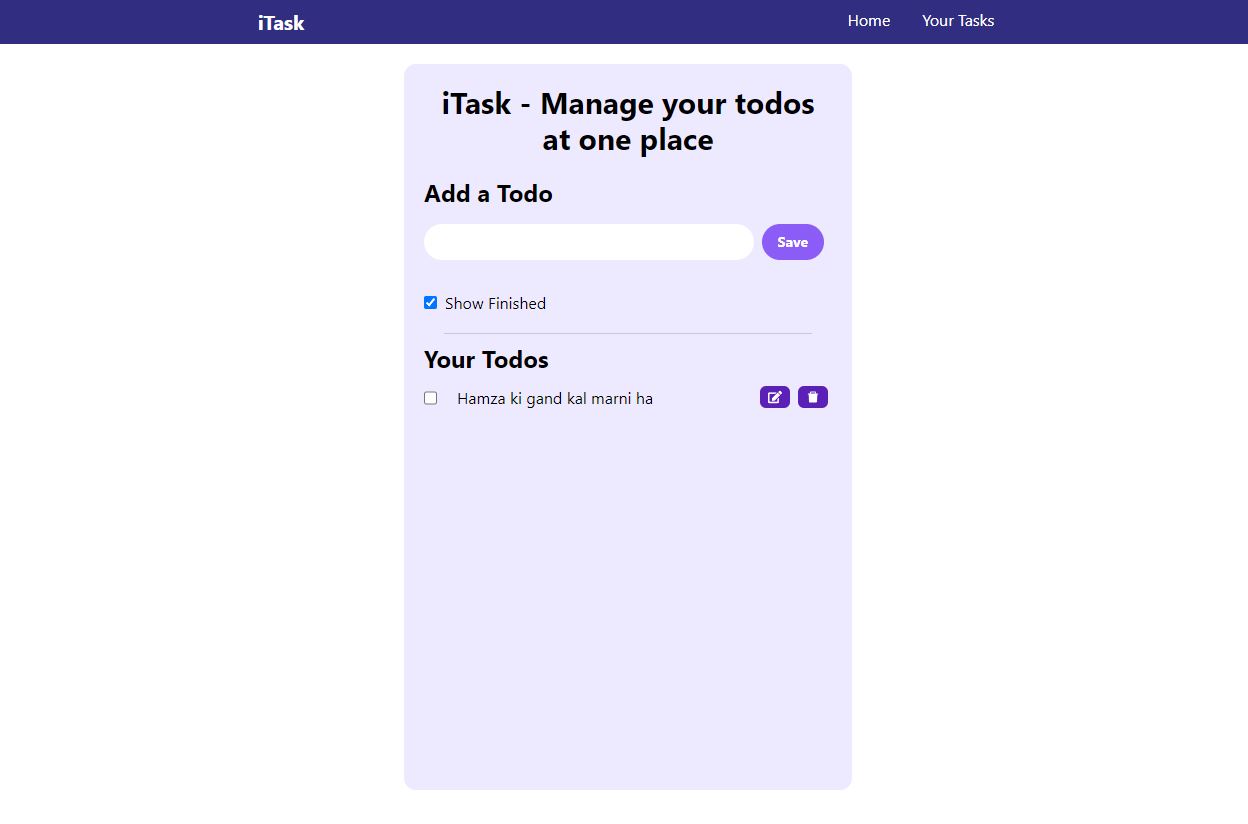 iTask
Home
Your Tasks
iTask - Manage your todos
at one place
Add a Todo
Save
Show Finished
Your Todos
Hamza ki gand kal marni ha